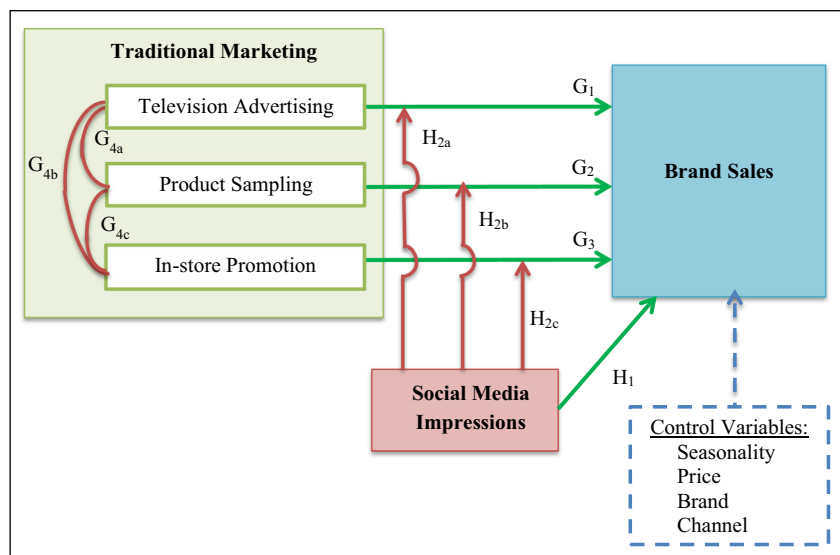 Traditional Marketing
Television Advertising
Product Sampling
In-store Promotion
G4a
G4b
G4c
G1
G2
G3
H2a
H2b
H2c
H1
Brand Sales
Social Media
Impressions
Control Variables:
Seasonality
Price
Brand
Channel